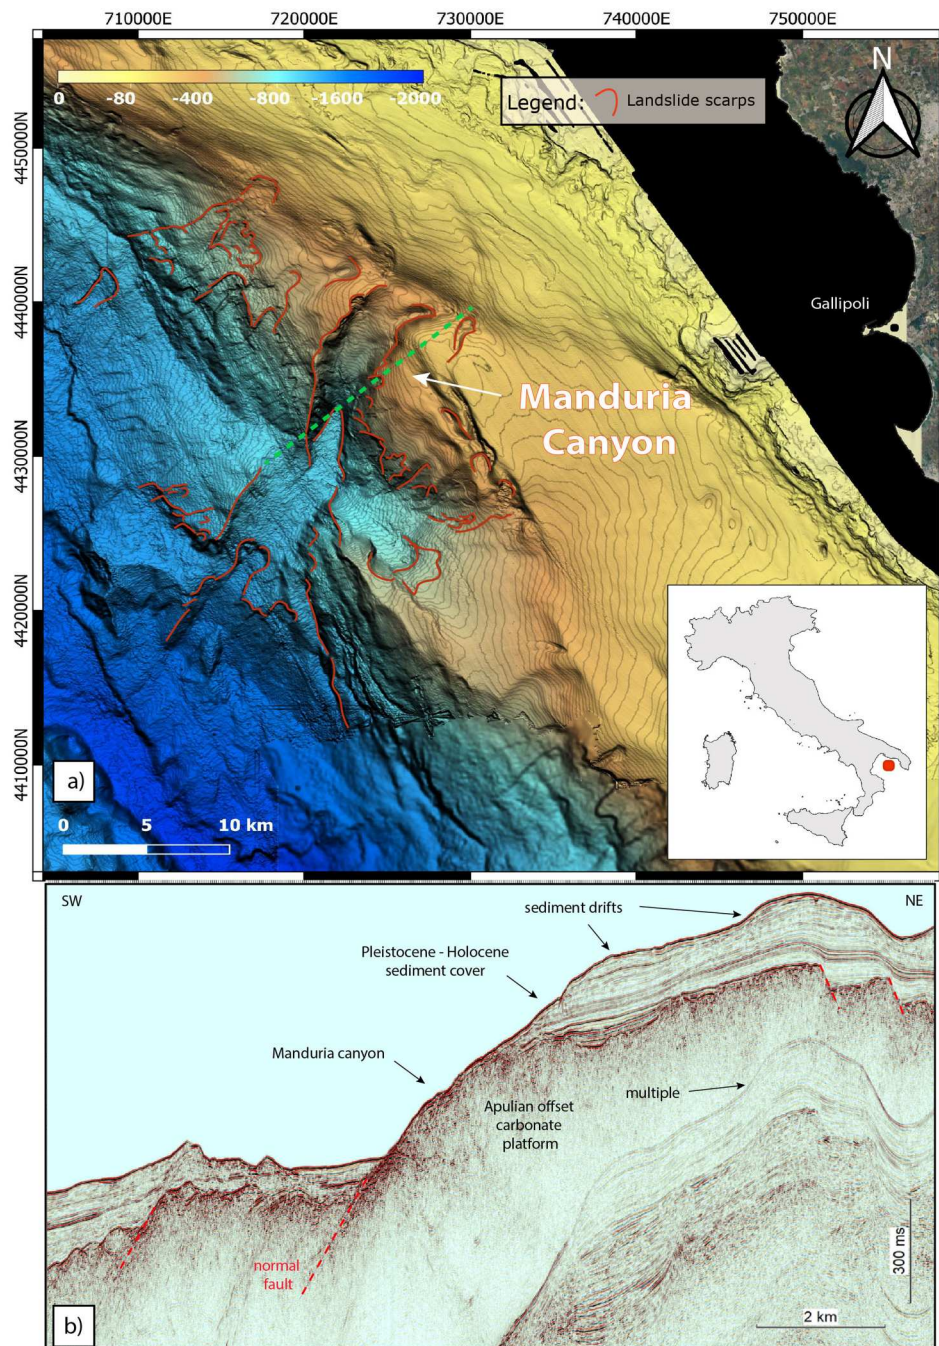 710000E 720000E 730000E 740000E 750000E
0 -80 -400 -800 -1600 -2000
Legend: Landslide scarps
N
4450000N
4440000N
4430000N
4420000N
4410000N
Gallipoli
Manduria
Canyon
a)
0 5 10 km
SW
NE
sediment drifts
Pleistocene - Holocene
sediment cover
Manduria canyon
Apulian offset
carbonate
platform
multiple
normal
fault
300 ms
2 km
b)